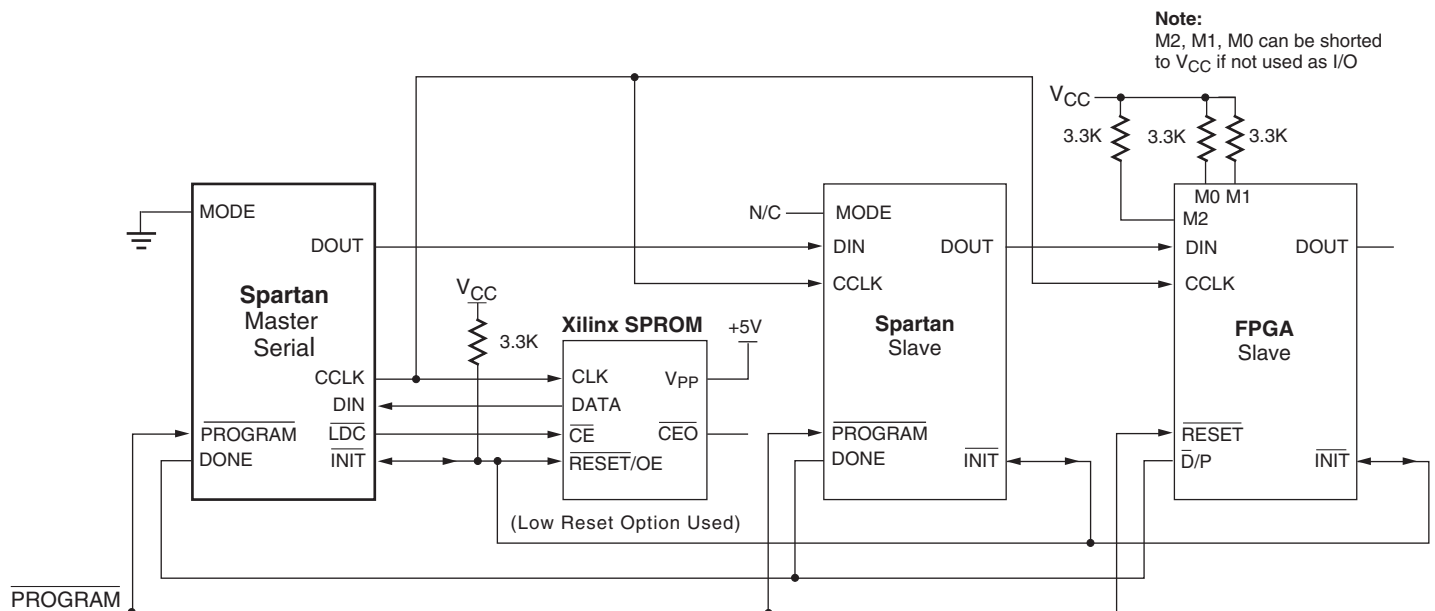 Note:
M2, M1, M0 can be shorted
to VCC if not used as I/O
VCC
3.3K
3.3K
3.3K
MODE
DOUT
Spartan
Master
Serial
CCLK
DIN
PROGRAM
LDC
DONE
INIT
VCC
3.3K
Xilinx SPROM
+5V
CLK
VPP
DATA
CE
CEO
RESET/OE
(Low Reset Option Used)
N/C
MODE
DIN
DOUT
CCLK
Spartan
Slave
PROGRAM
DONE
INIT
M0 M1
M2
DIN
DOUT
CCLK
FPGA
Slave
RESET
D/P
INIT
PROGRAM